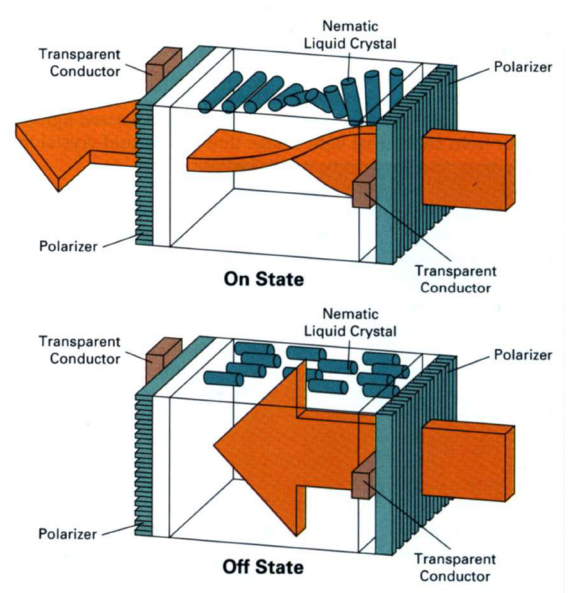 Nematic
Liquid Crystal
Transparent
Conductor
Polarizer
Polarizer
Transparent
Conductor
On State
Nematic
Liquid Crystal
Transparent
Conductor
Polarizer
Polarizer
Transparent
Conductor
Off State